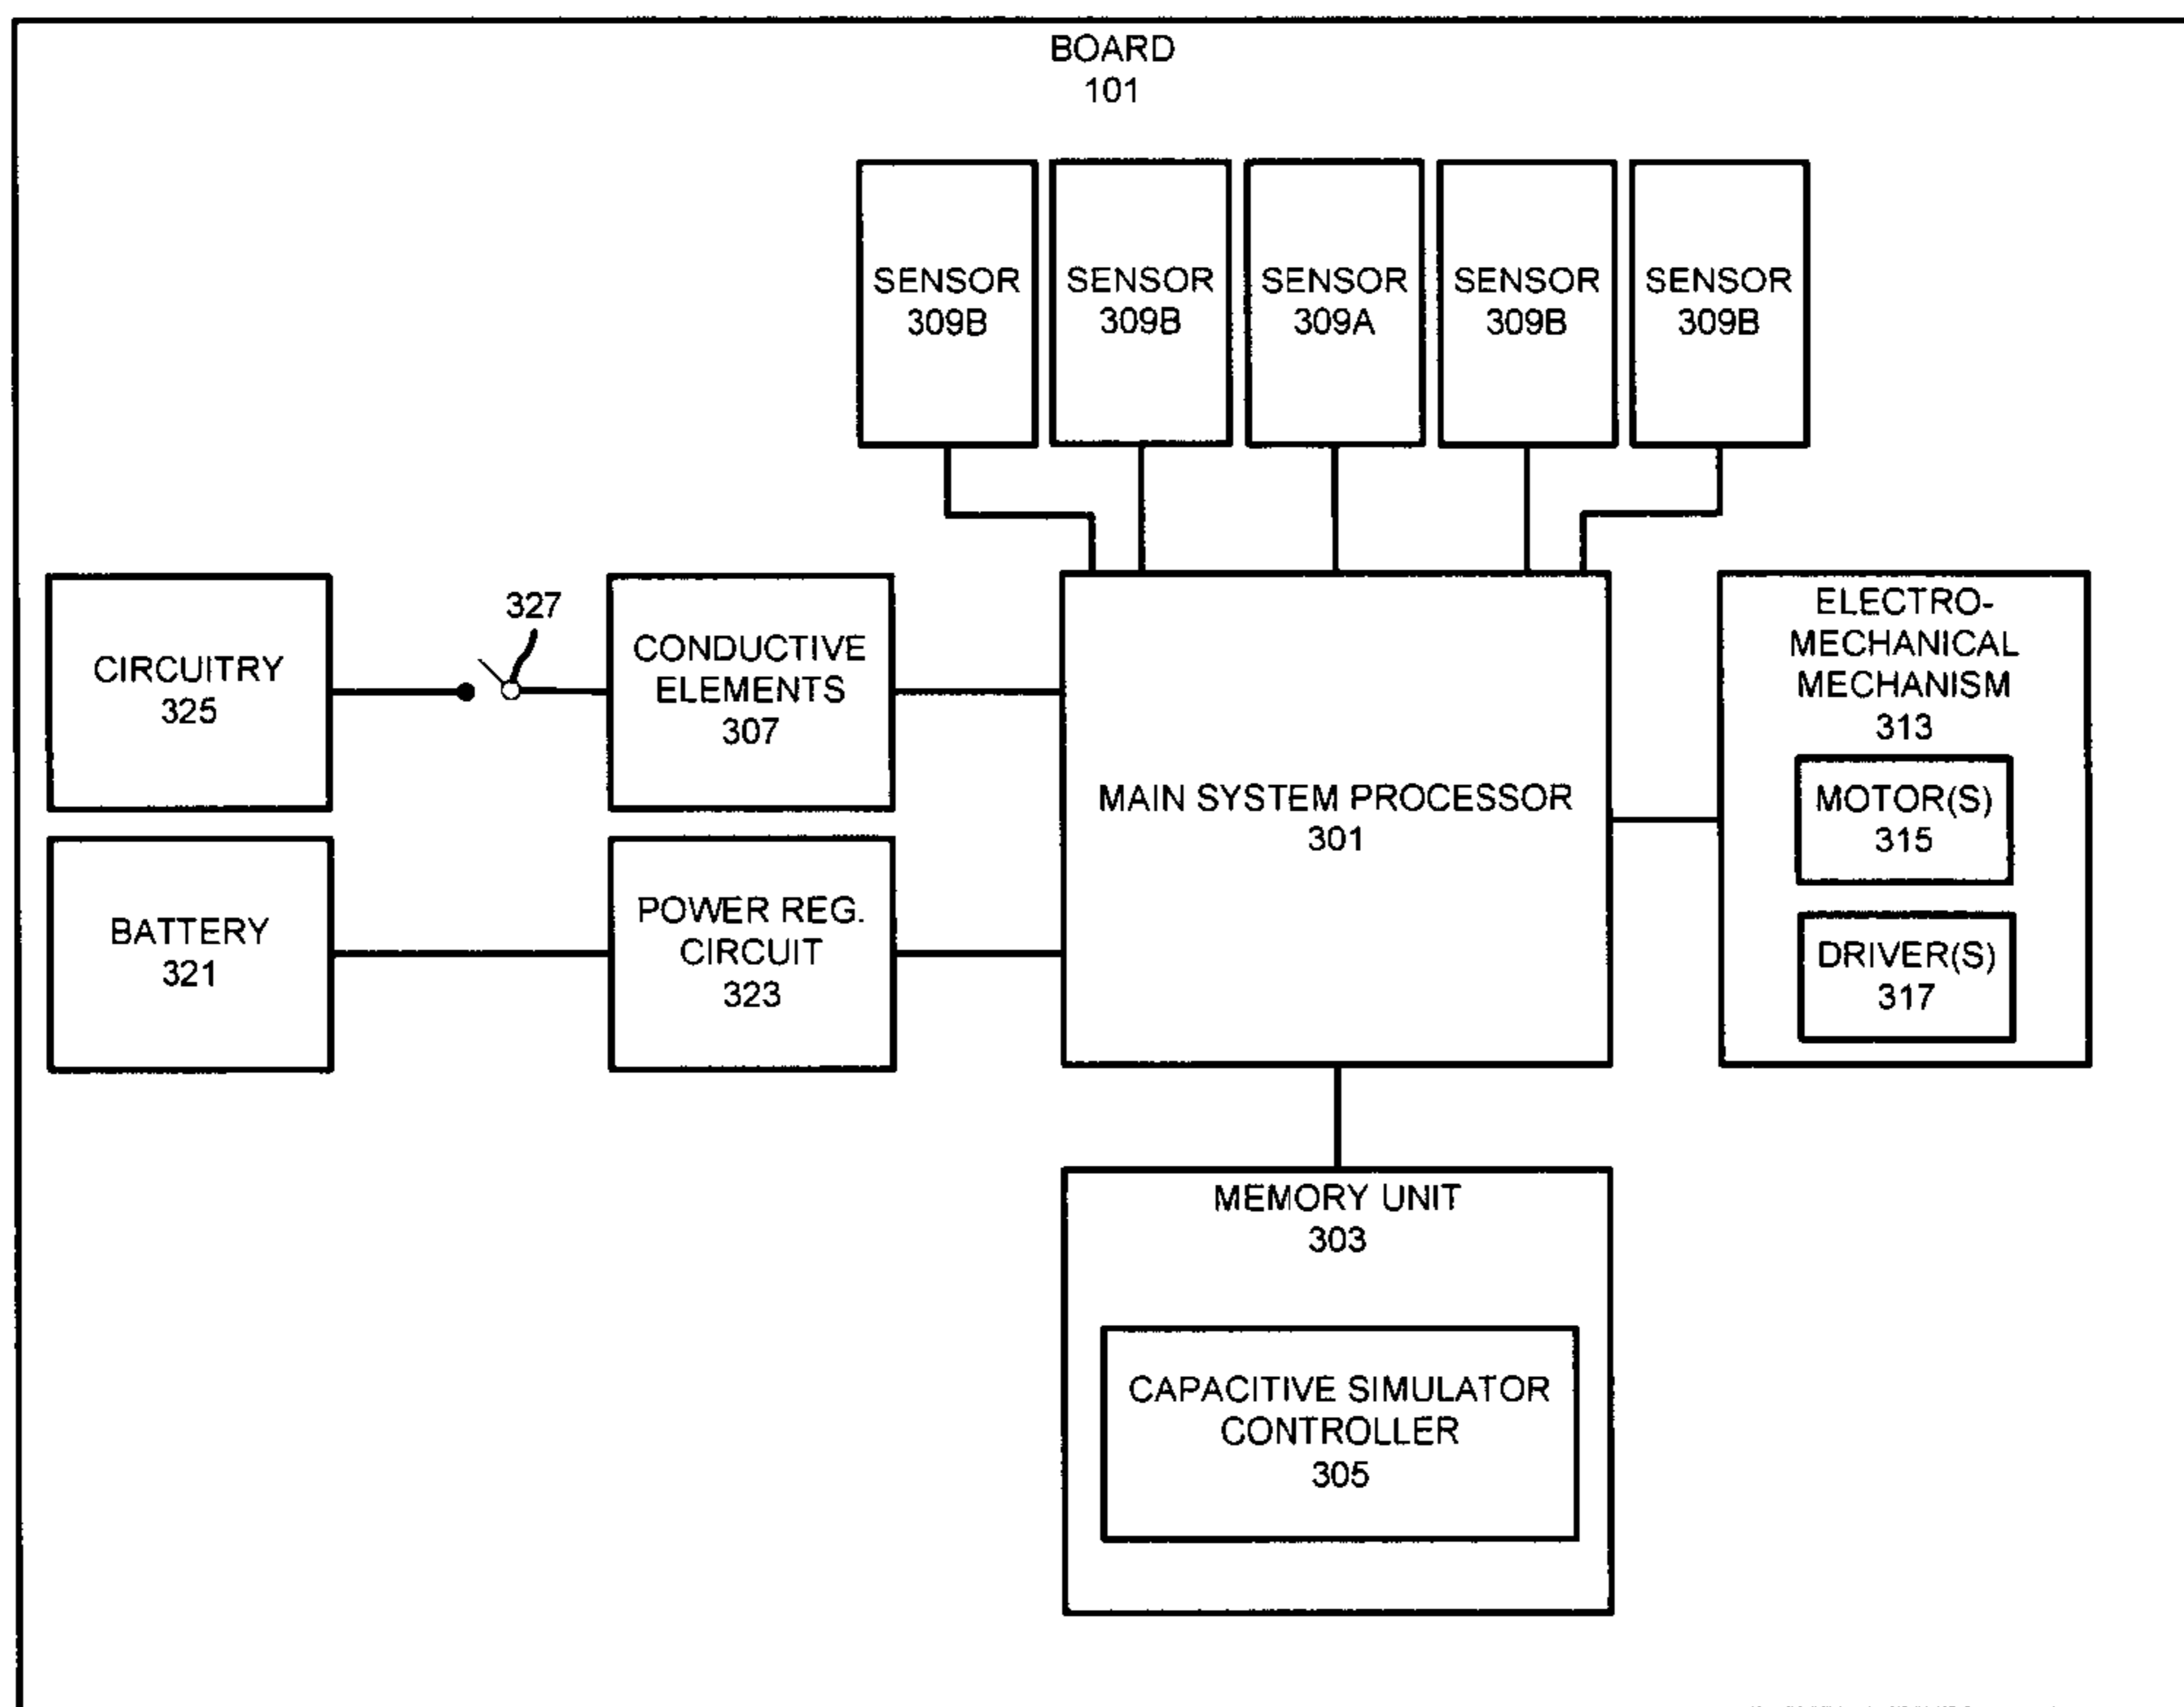 BOARD
101
SENSOR
309B
SENSOR
309B
SENSOR
309A
SENSOR
309B
SENSOR
309B
CIRCUITRY
325
327
CONDUCTIVE
ELEMENTS
307
MAIN SYSTEM PROCESSOR
301
ELECTRO-
MECHANICAL
MECHANISM
313
MOTOR(S)
315
DRIVER(S)
317
BATTERY
321
POWER REG.
CIRCUIT
323
MEMORY UNIT
303
CAPACITIVE SIMULATOR
CONTROLLER
305